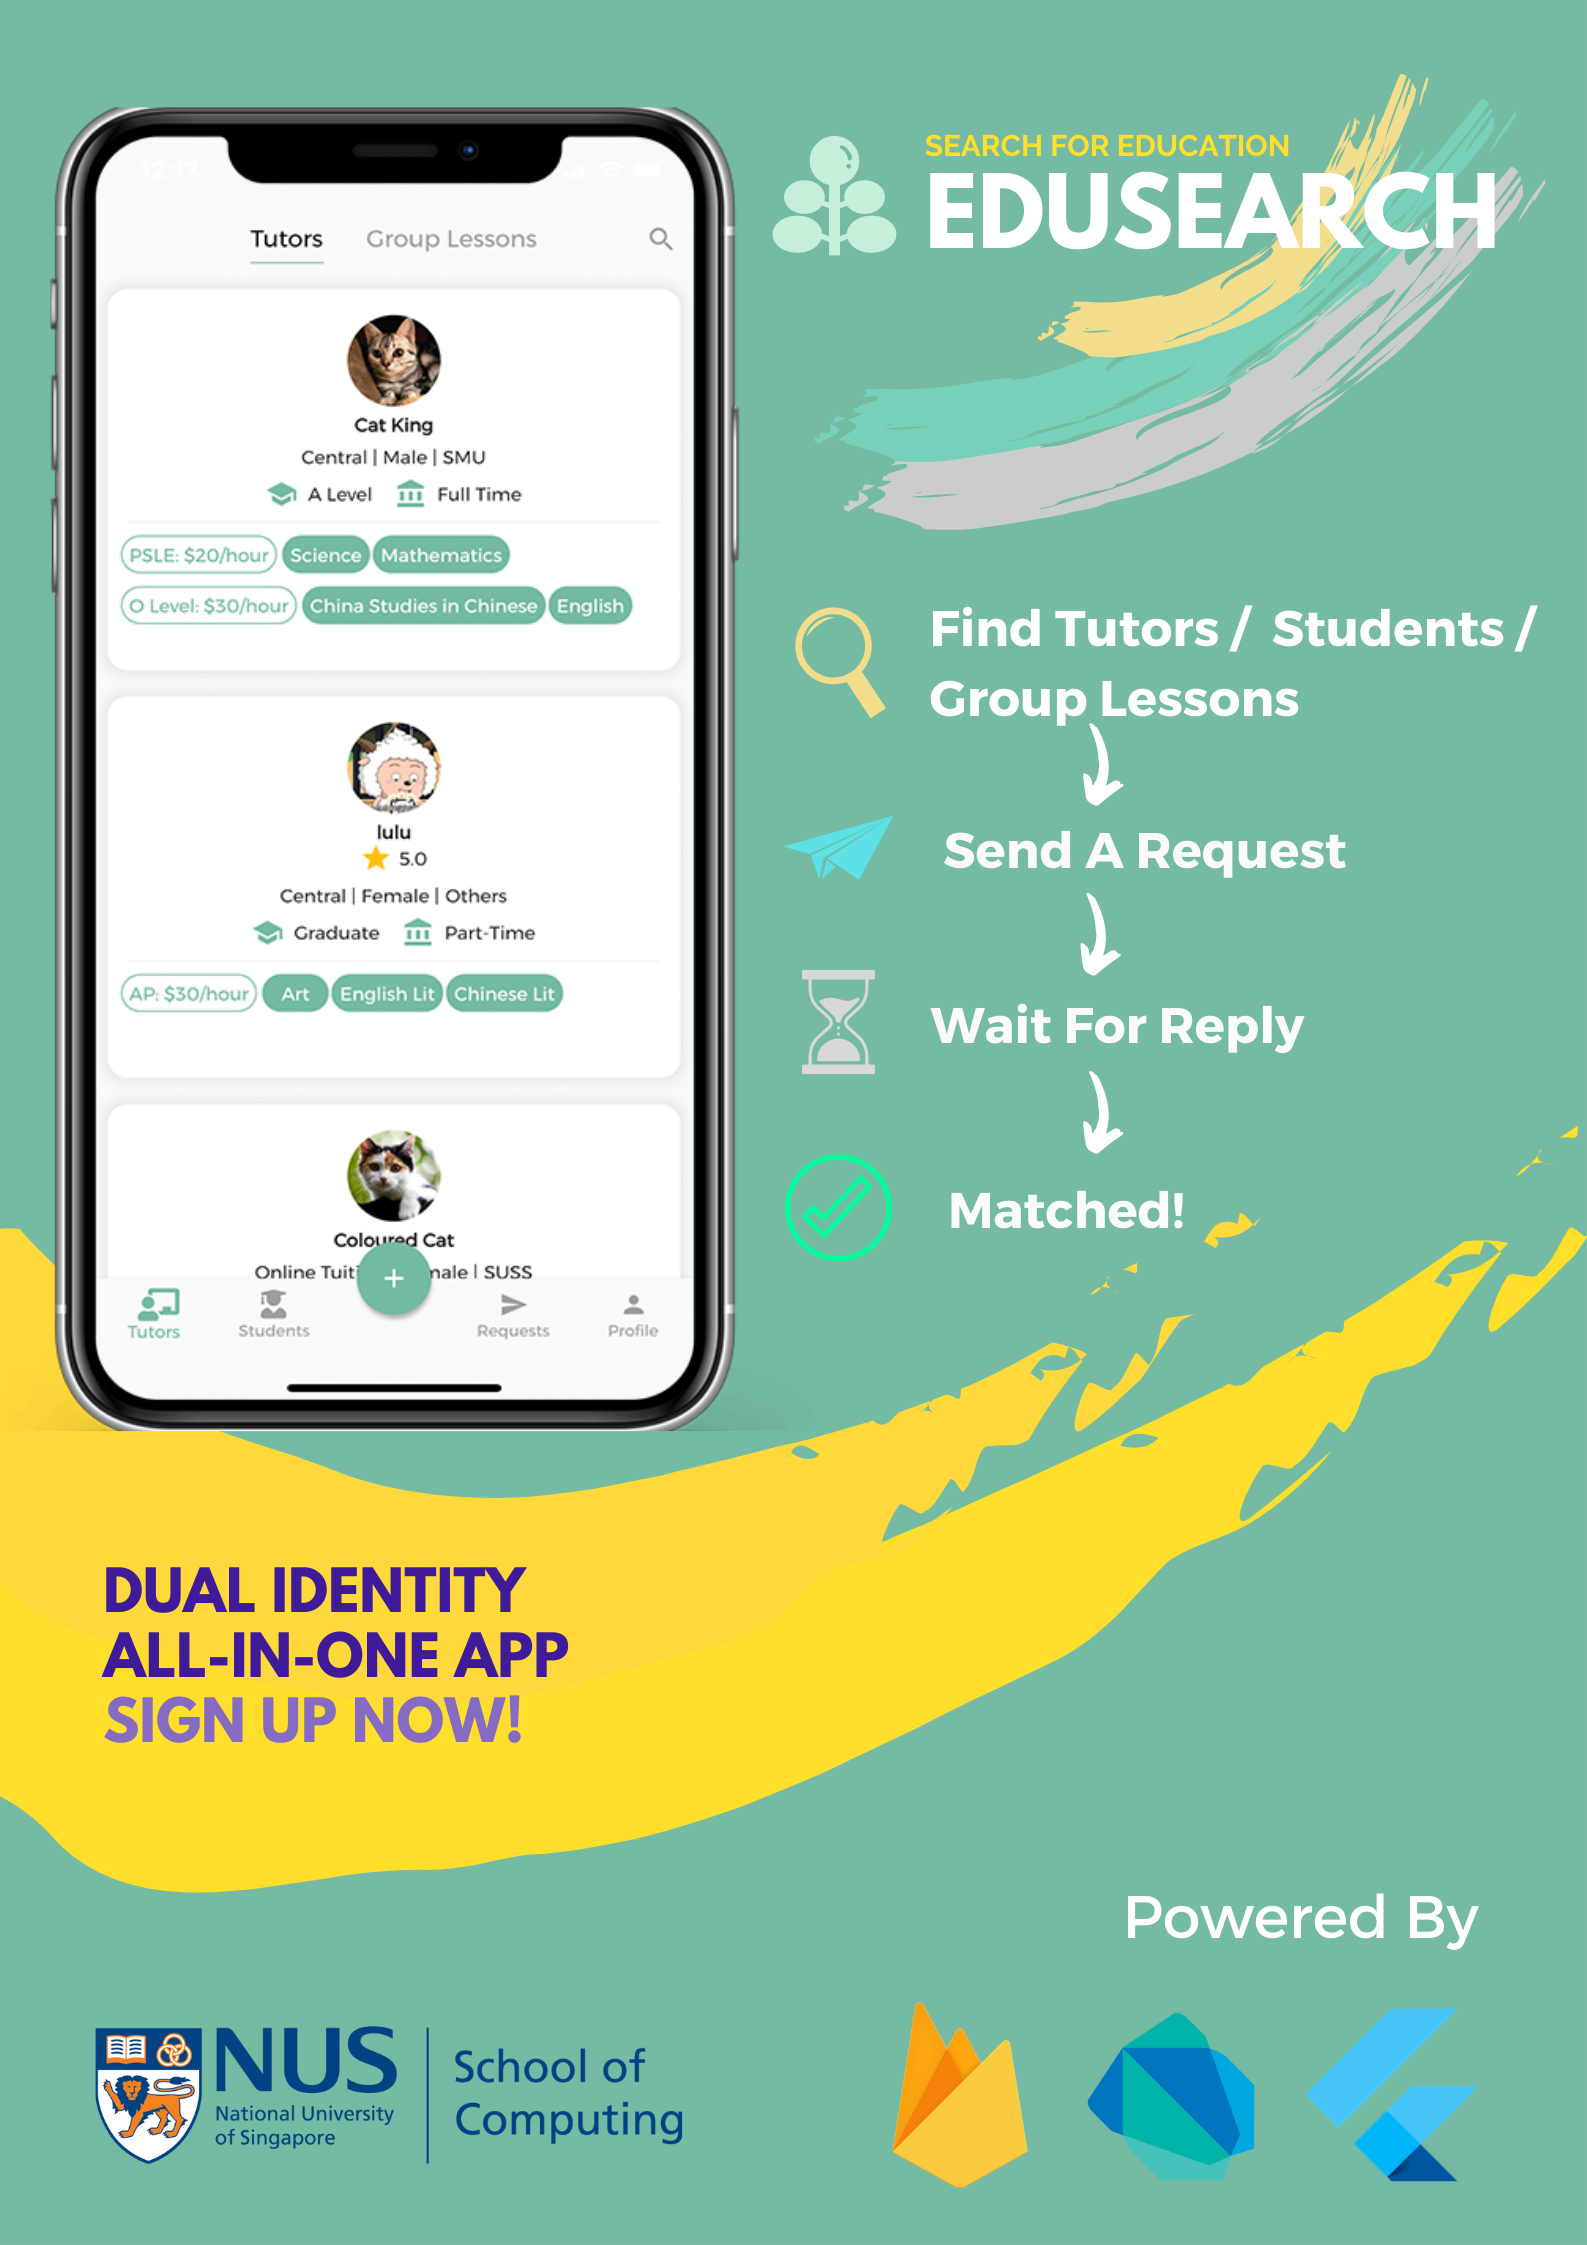 12:17
Tutors Group Lessons
Cat King
Central | Male | SMU
A Level Full Time
PSLE: $20/hour Science Mathematics
O Level: $30/hour China Studies in Chinese English
lulu
5.0
Central | Female | Others
Graduate Part-Time
AP: $30/hour Art English Lit Chinese Lit
Coloured Cat
Online Tuiti male | SUSS
Tutors Students + Requests Profile
SEARCH FOR EDUCATION
EDUSEARCH
Find Tutors / Students /
Group Lessons
Send A Request
Wait For Reply
Matched!
DUAL IDENTITY
ALL-IN-ONE APP
SIGN UP NOW!
Powered By
NUS
National University
of Singapore
School of
Computing